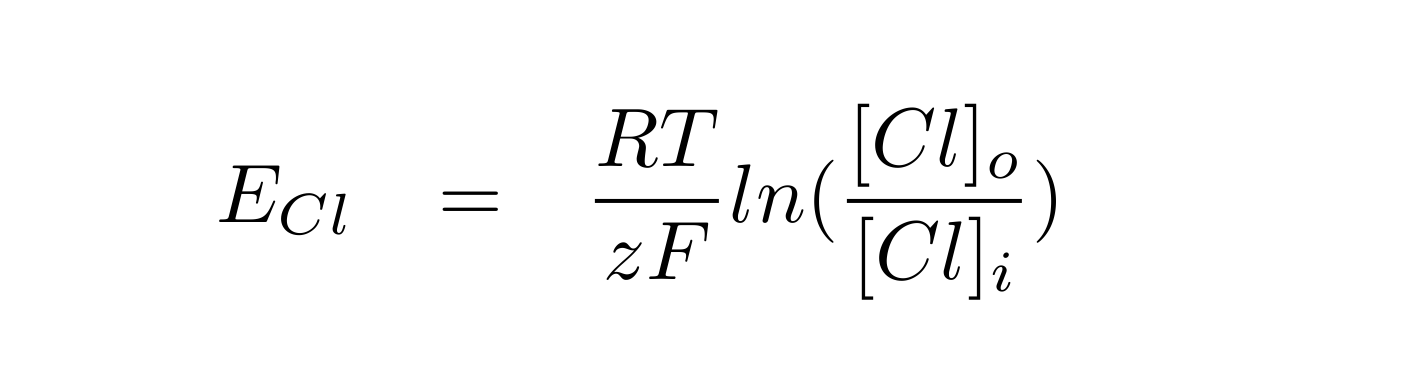 E_{Cl} = \frac{RT}{zF} ln(\frac{[Cl]_o}{[Cl]_i})